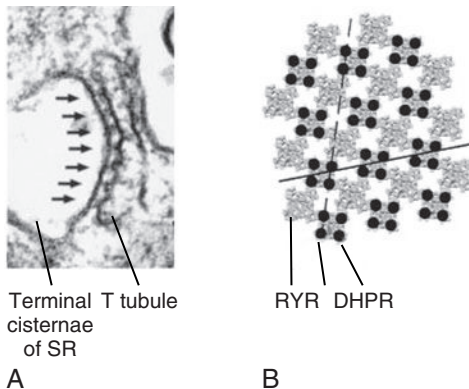 Terminal
cisternae
of SR
T tubule
RYR
DHPR
A
B